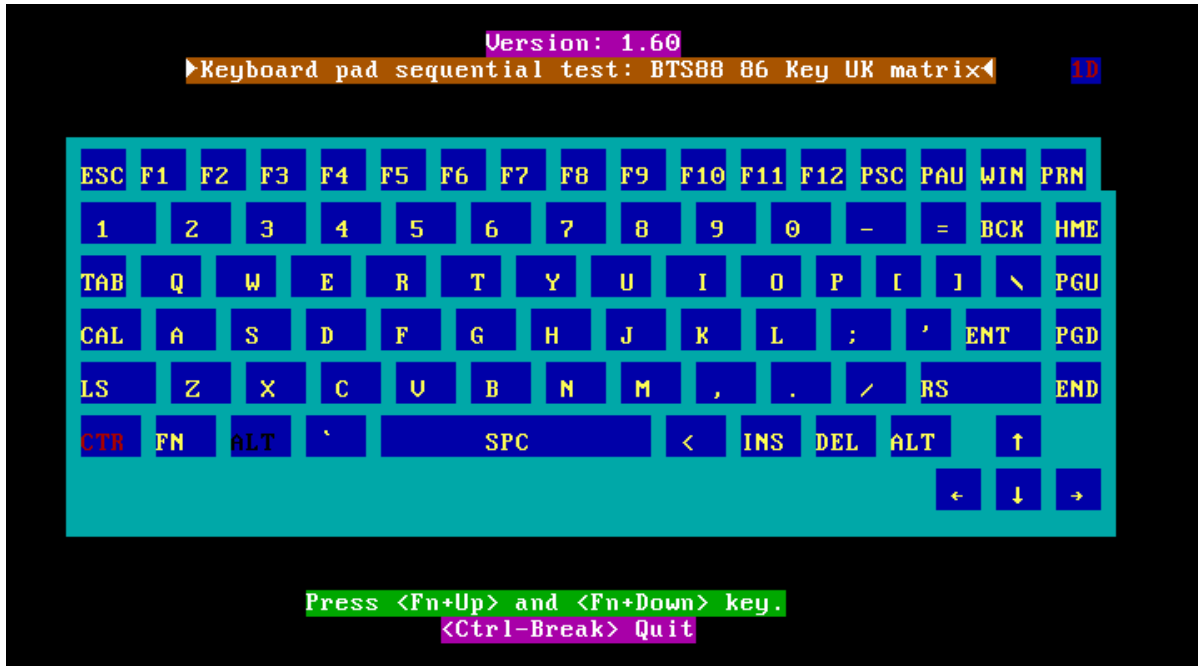 Version: 1.60
►Keyboard pad sequential test: BTS88 86 Key UK matrix◄ 1D
ESC F1 F2 F3 F4 F5 F6 F7 F8 F9 F10 F11 F12 PSC PAU WIN PRN
1 2 3 4 5 6 7 8 9 0 - = BCK HME
TAB Q W E R T Y U I O P [ ] \ PGU
CAL A S D F G H J K L ; ' ENT PGD
LS Z X C V B N M , . / RS END
CTR FN ALT ` SPC < INS DEL ALT ↑
← ↓ →
Press <Fn+Up> and <Fn+Down> key.
<Ctrl-Break> Quit